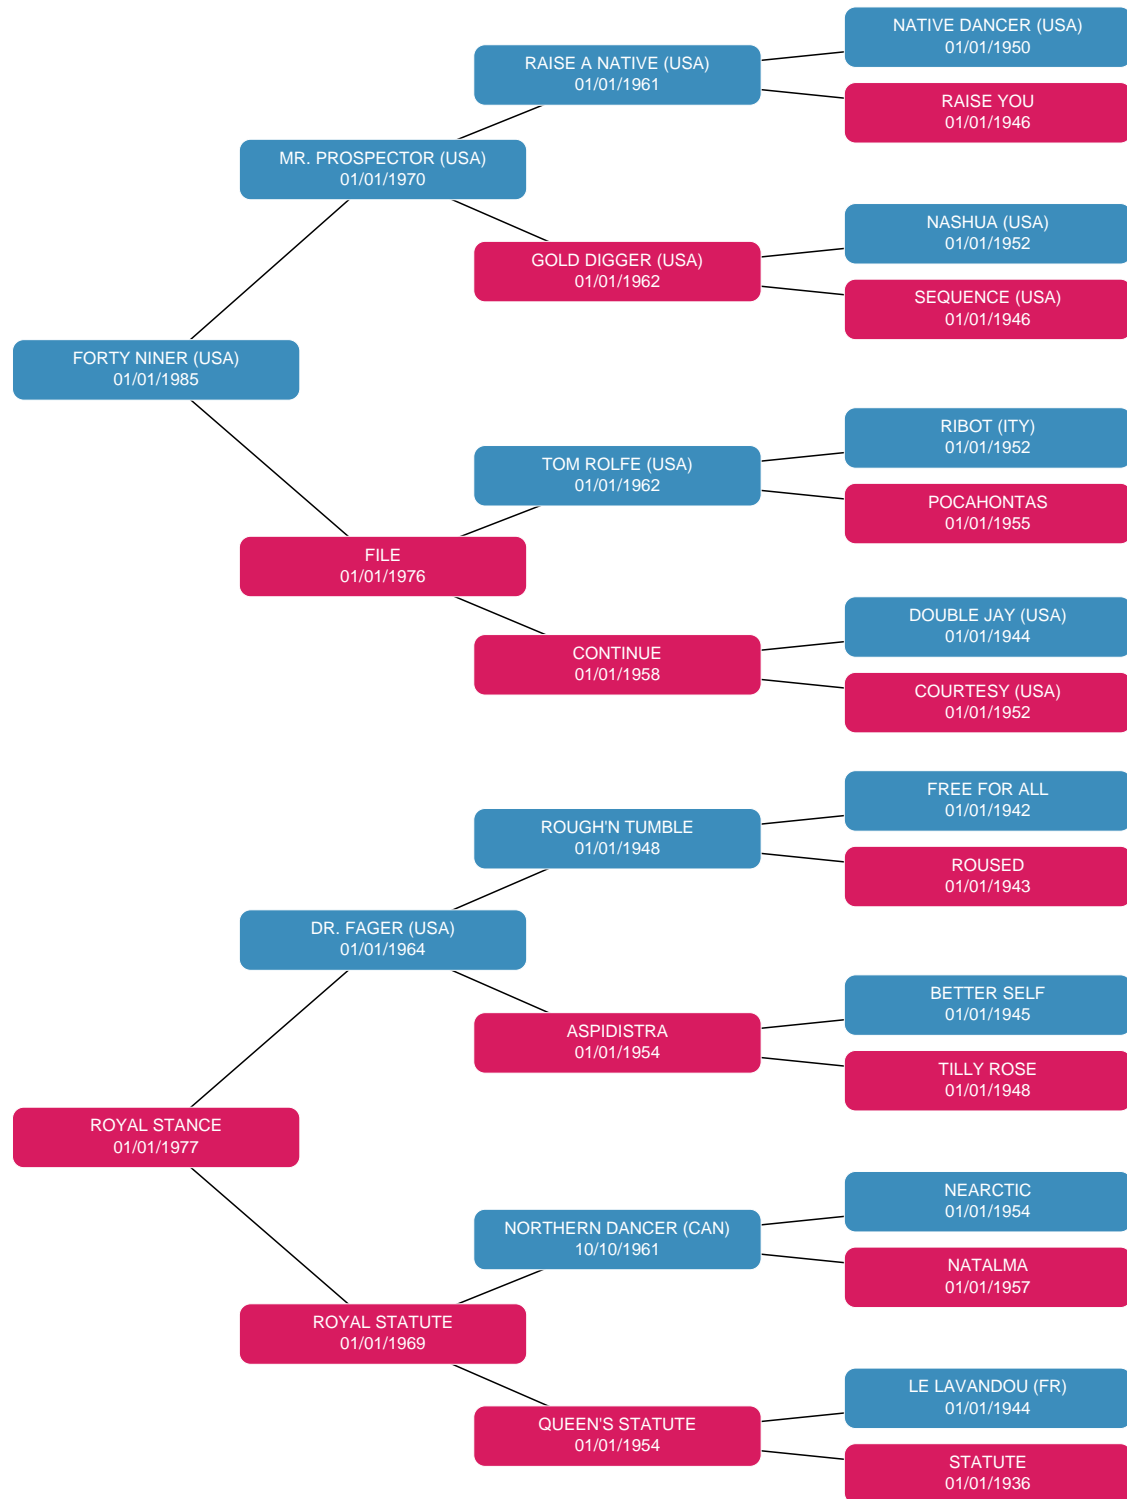 NATIVE DANCER (USA)
01/01/1950
RAISE A NATIVE (USA)
01/01/1961
RAISE YOU
01/01/1946
MR. PROSPECTOR (USA)
01/01/1970
NASHUA (USA)
01/01/1952
GOLD DIGGER (USA)
01/01/1962
SEQUENCE (USA)
01/01/1946
FORTY NINER (USA)
01/01/1985
RIBOT (ITY)
01/01/1952
TOM ROLFE (USA)
01/01/1962
POCAHONTAS
01/01/1955
FILE
01/01/1976
DOUBLE JAY (USA)
01/01/1944
CONTINUE
01/01/1958
COURTESY (USA)
01/01/1952
FREE FOR ALL
01/01/1942
ROUGH'N TUMBLE
01/01/1948
ROUSED
01/01/1943
DR. FAGER (USA)
01/01/1964
BETTER SELF
01/01/1945
ASPIDISTRA
01/01/1954
TILLY ROSE
01/01/1948
ROYAL STANCE
01/01/1977
NEARCTIC
01/01/1954
NORTHERN DANCER (CAN)
10/10/1961
NATALMA
01/01/1957
ROYAL STATUTE
01/01/1969
LE LAVANDOU (FR)
01/01/1944
QUEEN'S STATUTE
01/01/1954
STATUTE
01/01/1936